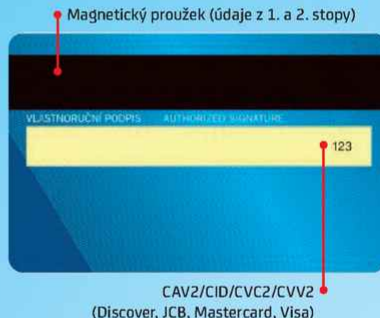 Magnetický proužek (údaje z 1. a 2. stopy)
VLASTNORUČNÍ PODPIS AUTHORIZED SIGNATURE
123
CAV2/CID/CVC2/CVV2
(Discover, JCB, Mastercard, Visa)